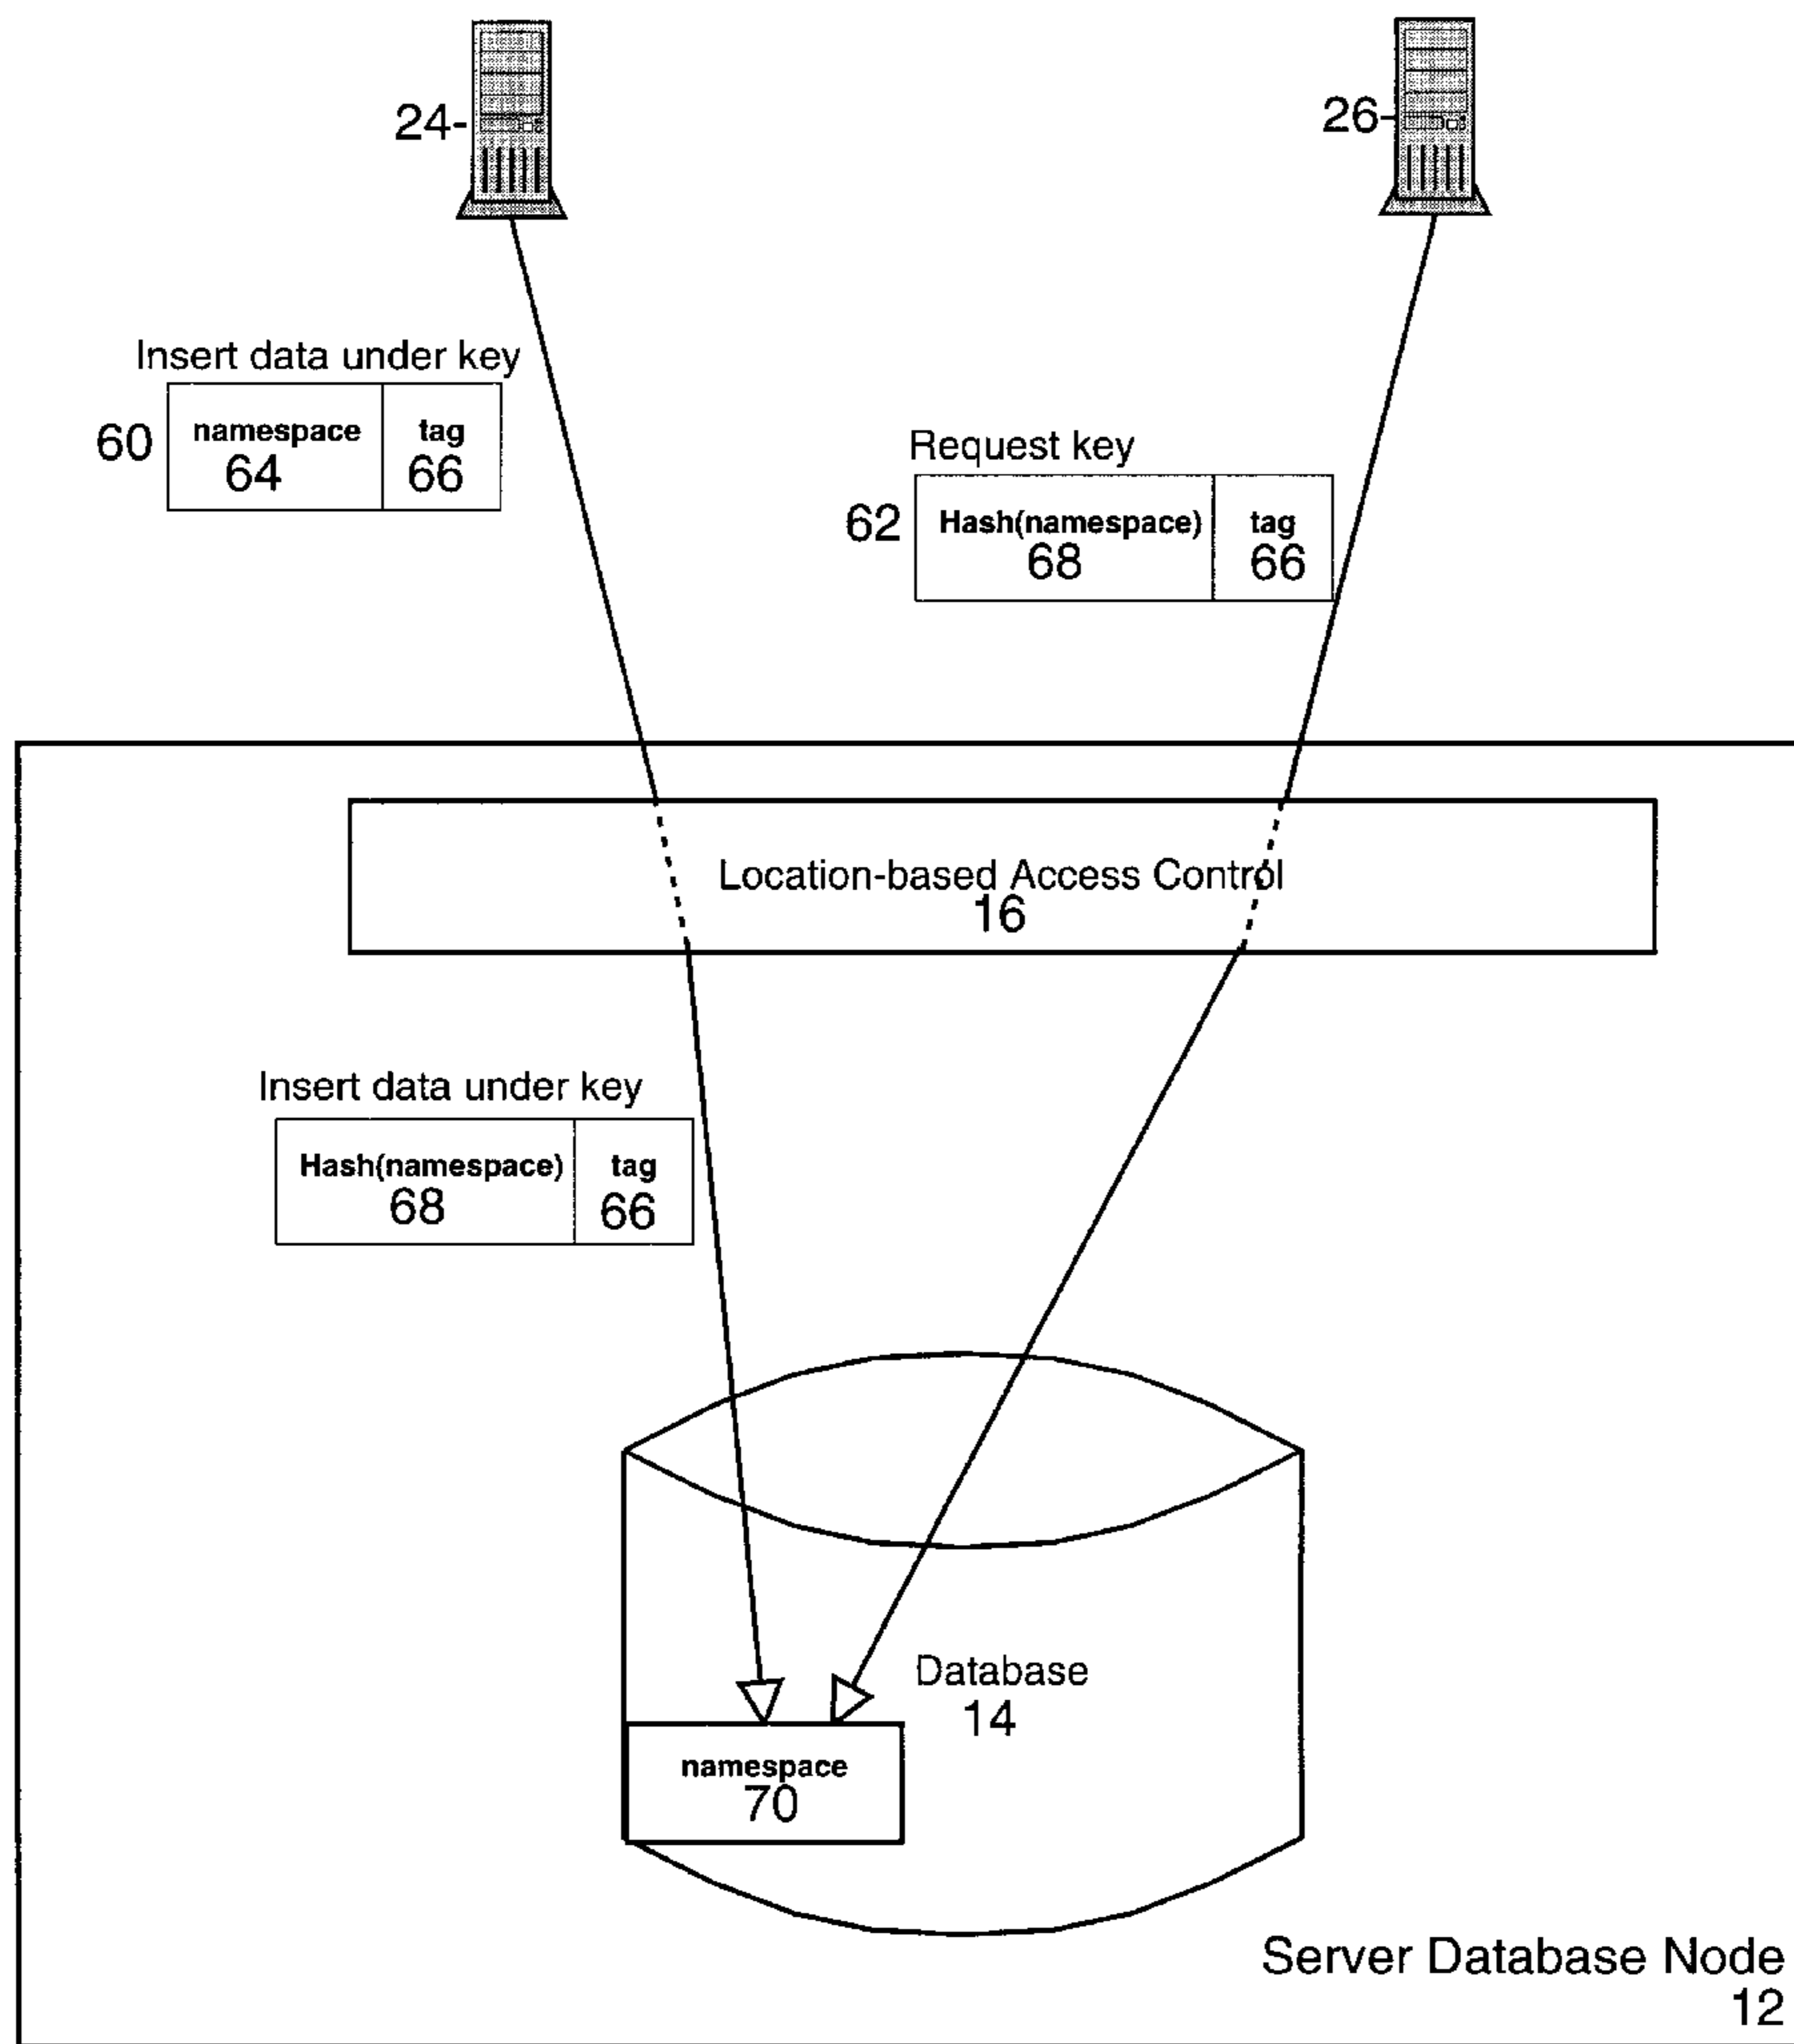 24-
26-
Insert data under key
60
namespace tag
64 66
Request key
62
Hash(namespace) tag
68 66
Location-based Access Control
16
Insert data under key
Hash(namespace) tag
68 66
Database
14
namespace
70
Server Database Node
12